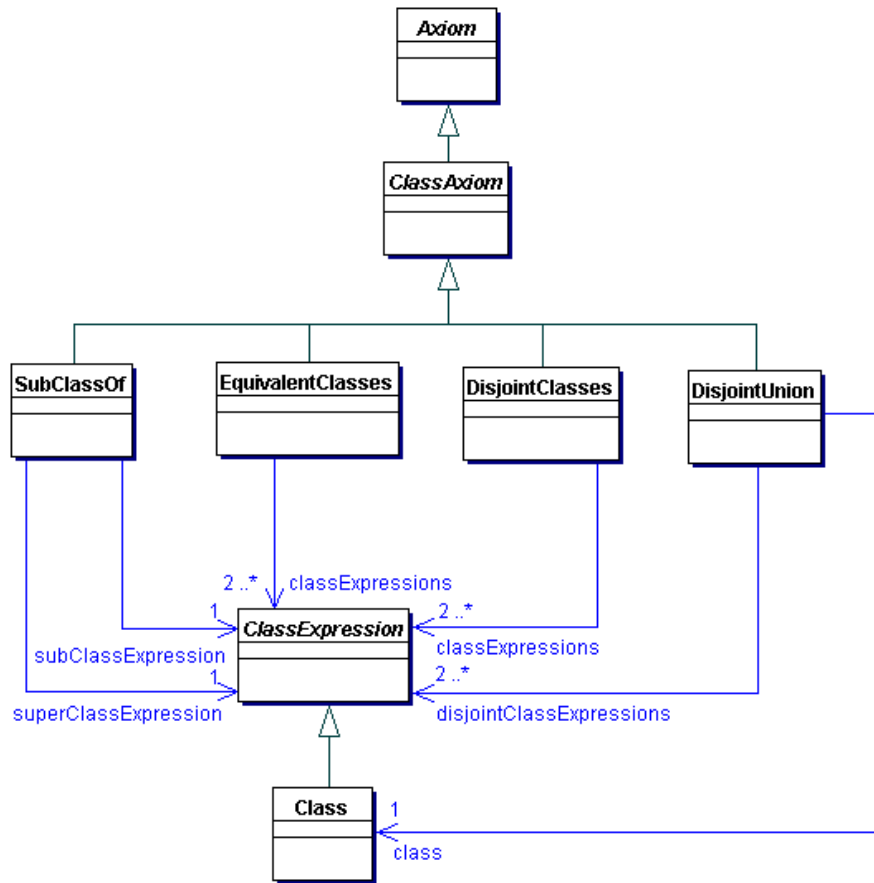 Axiom
ClassAxiom
SubClassOf
EquivalentClasses
DisjointClasses
DisjointUnion
2 ..* classExpressions
1
subClassExpression
ClassExpression
2 ..*
classExpressions
1
superClassExpression
2 ..*
disjointClassExpressions
Class
1
class